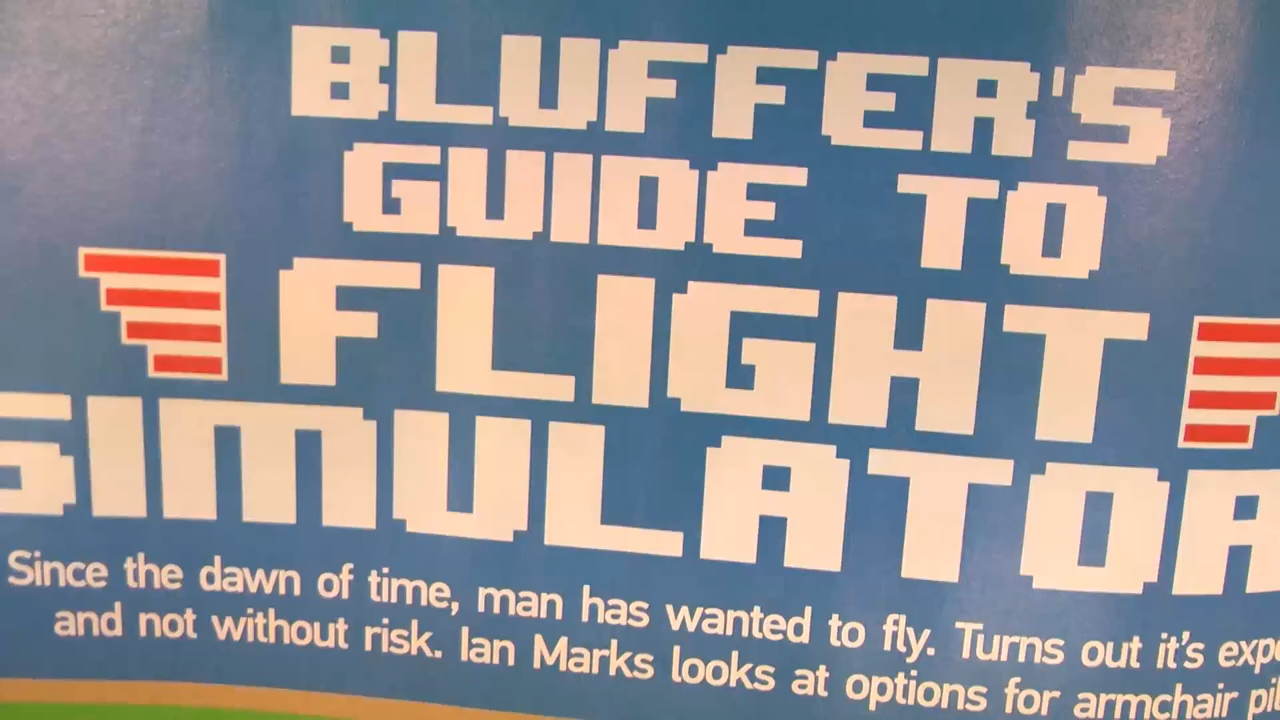 BLUFFER'S
GUIDE TO
FLIGHT
SIMULATOR
Since the dawn of time, man has wanted to fly. Turns out it's
and not without risk. Ian Marks looks at options for armchair